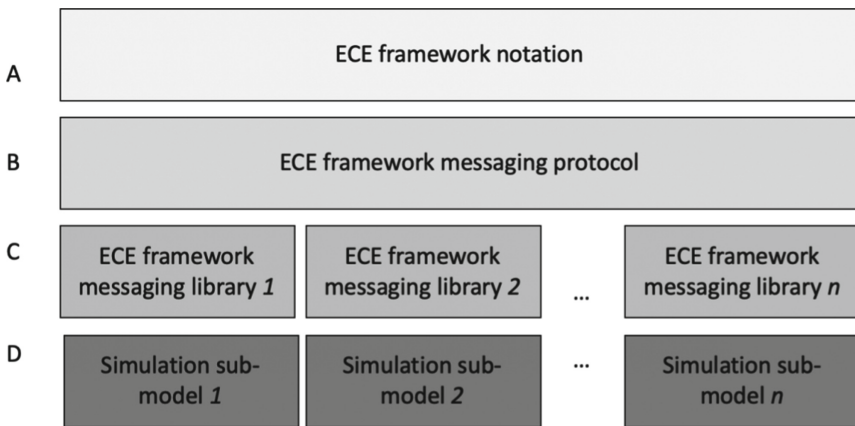 A
ECE framework notation
B
ECE framework messaging protocol
C
ECE framework
messaging library 1
ECE framework
messaging library 2
...
ECE framework
messaging library n
D
Simulation sub-
model 1
Simulation sub-
model 2
...
Simulation sub-
model n